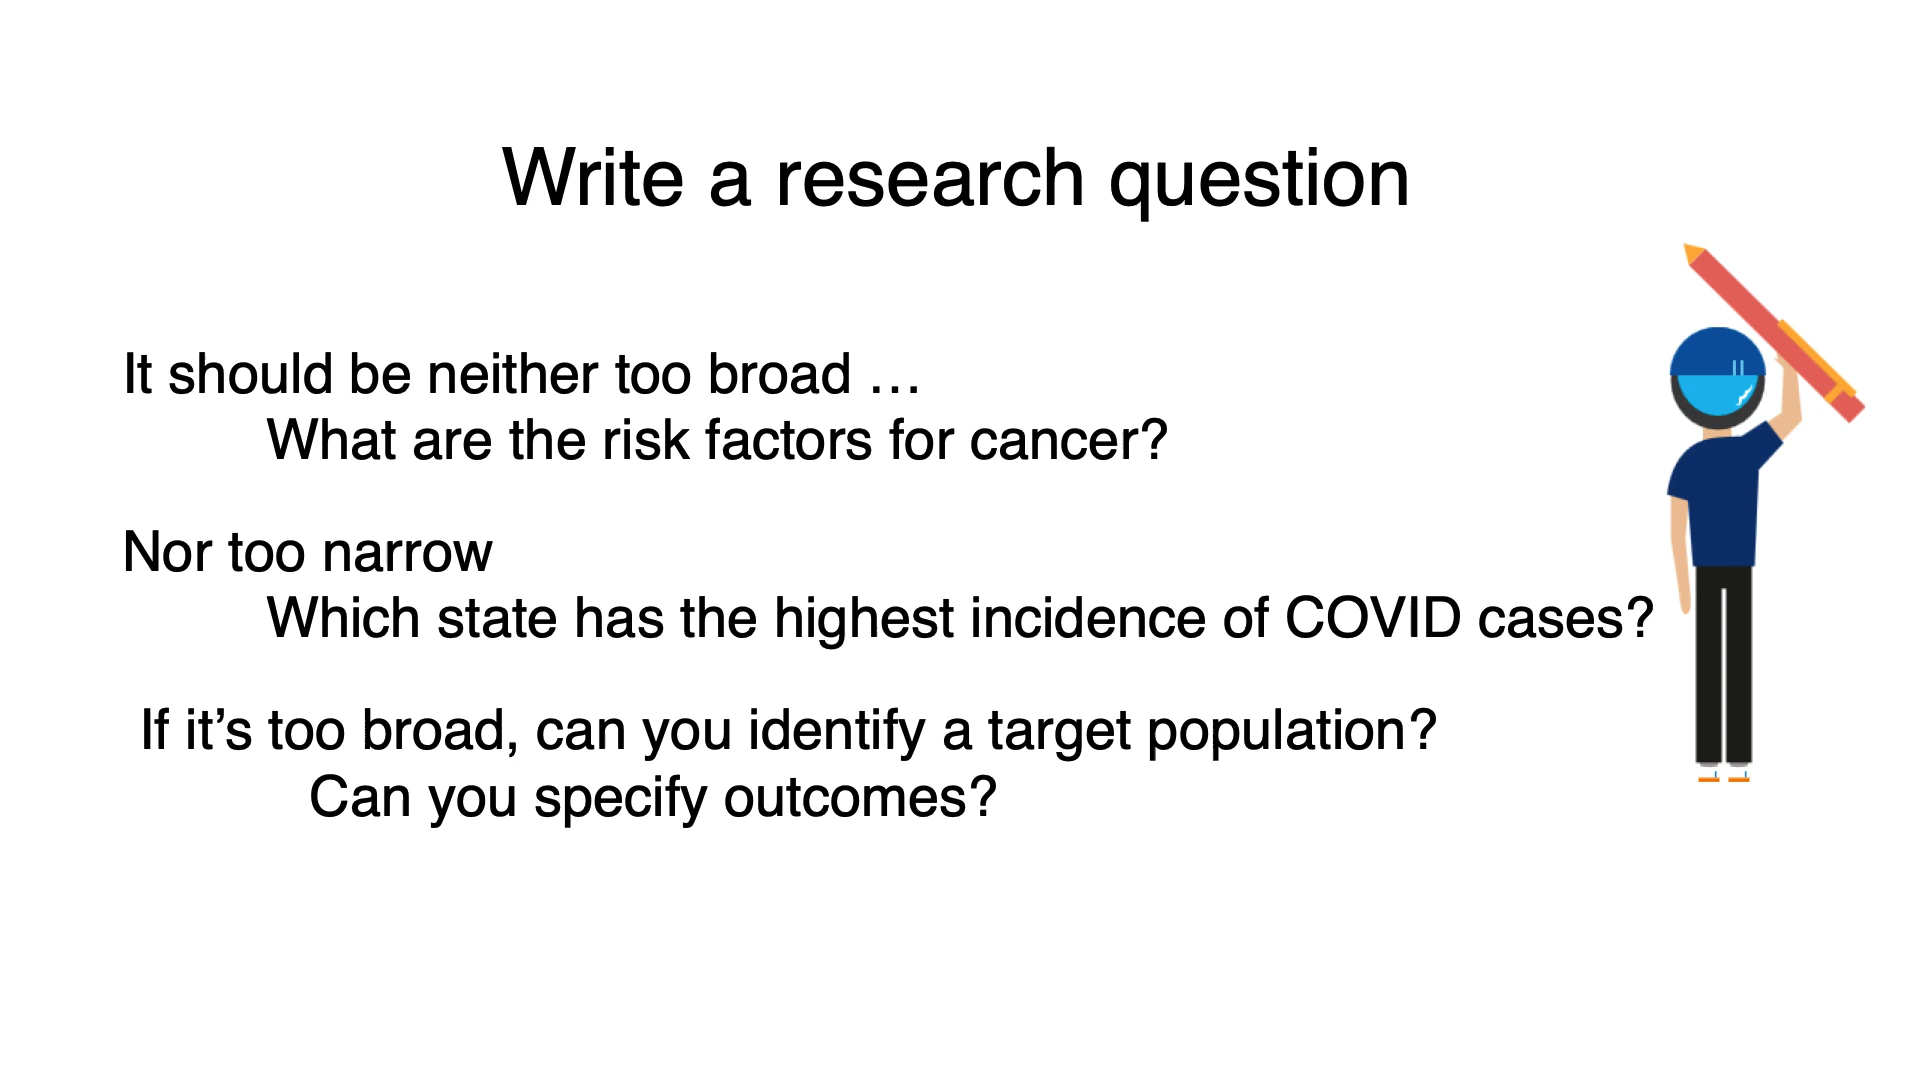 Write a research question
It should be neither too broad …
What are the risk factors for cancer?
Nor too narrow
Which state has the highest incidence of COVID cases?
If it’s too broad, can you identify a target population?
Can you specify outcomes?